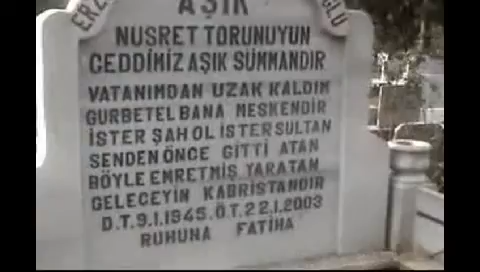 AŞIK
NUSRET TORUNUYUN
CEDDİMİZ AŞIK SÜMMANDIR
VATANIMDAN UZAK KALDIM
GURBETEL BANA MESKENDİR
İSTER ŞAH OL İSTER SULTAN
SENDEN ÖNCE GİTTİ ATAN
BÖYLE EMRETMİŞ YARATAN
GELECEYİN KABRİSTANDIR
D.T.9.1.1945.Ö.T.22.1.2003
RUHUNA FATİHA